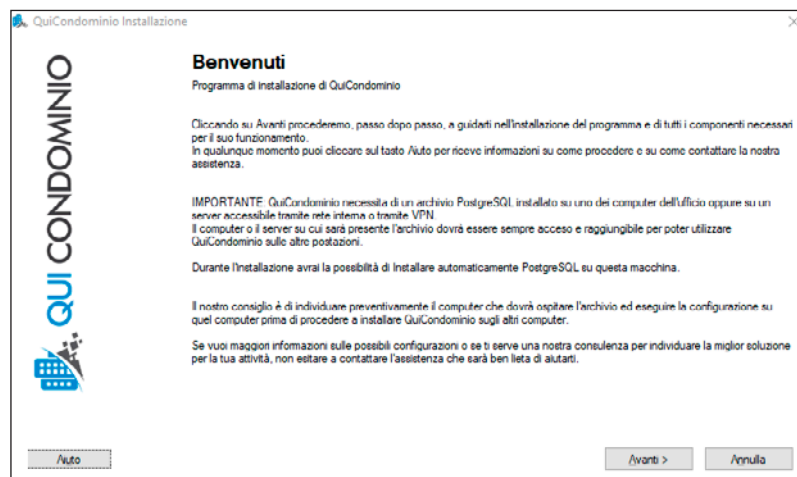 QuiCondominio Installazione
QUI CONDOMINIO
Benvenuti
Programma di installazione di QuiCondominio
Cliccando su Avanti procederemo, passo dopo passo, a guidarti nell'installazione del programma e di tutti i componenti necessari
per il suo funzionamento.
In qualunque momento puoi cliccare sul tasto Aiuto per riceve informazioni su come procedere e su come contattare la nostra
assistenza.
IMPORTANTE: QuiCondominio necessita di un archivio PostgreSQL installato su uno dei computer dell'ufficio oppure su un
server accessibile tramite rete interna o tramite VPN.
Il computer o il server su cui sarà presente l'archivio dovrà essere sempre acceso e raggiungibile per poter utilizzare
QuiCondominio sulle altre postazioni.
Durante l'Installazione avrai la possibilità di Installare automaticamente PostgreSQL su questa macchina.
Il nostro consiglio è di individuare preventivamente il computer che dovrà ospitare l'archivio ed eseguire la configurazione su
quel computer prima di procedere a installare QuiCondominio sugli altri computer.
Se vuoi maggiori informazioni sulle possibili configurazioni o se ti serve una nostra consulenza per individuare la miglior soluzione
per la tua attività, non esitare a contattare l'assistenza che sarà ben lieta di aiutarti.
Aiuto
Avanti >
Annulla